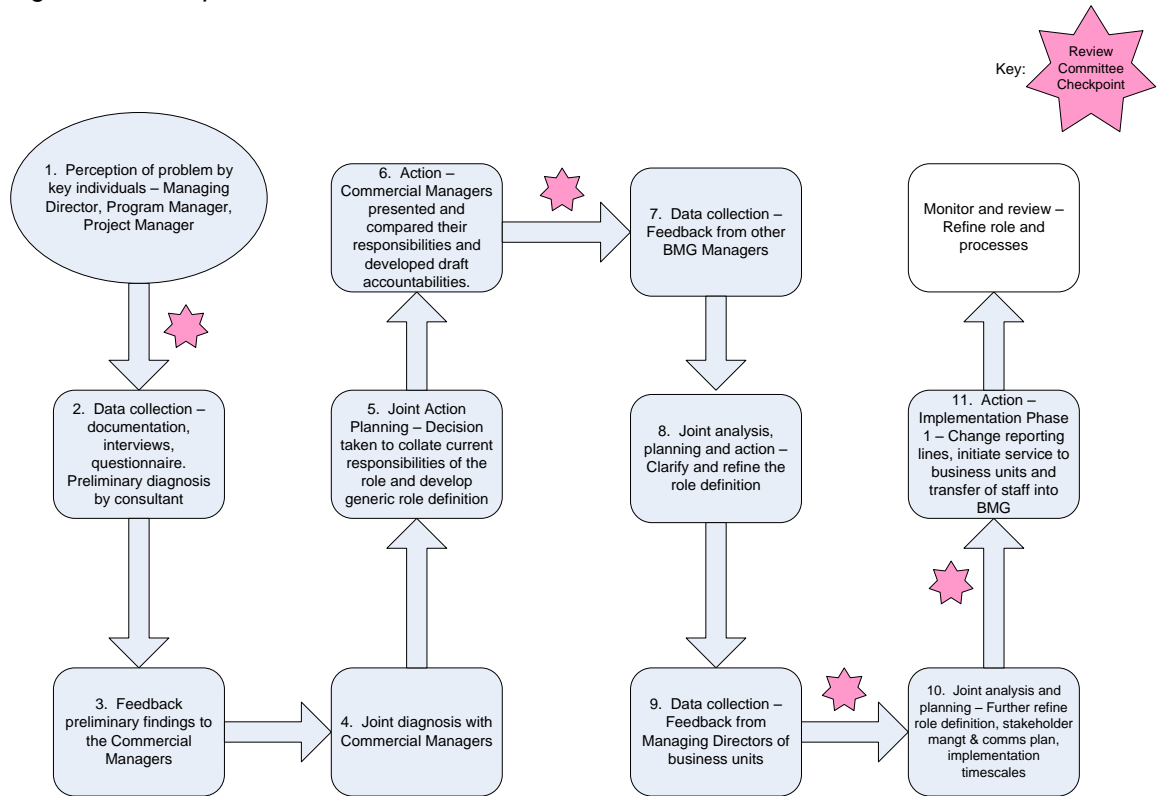 Key:
Review
Committee
Checkpoint
1.  Perception of problem by
key individuals – Managing
Director, Program Manager,
Project Manager
2.  Data collection –
documentation,
interviews,
questionnaire.
Preliminary diagnosis
by consultant
3.  Feedback
preliminary findings to
the Commercial
Managers
4.  Joint diagnosis with
Commercial Managers
5.  Joint Action
Planning – Decision
taken to collate current
responsibilities of the
role and develop
generic role definition
6.  Action –
Commercial Managers
presented and
compared their
responsibilities and
developed draft
accountabilities.
7.  Data collection –
Feedback from other
BMG Managers
8.  Joint analysis,
planning and action –
Clarify and refine the
role definition
9.  Data collection –
Feedback from
Managing Directors of
business units
10.  Joint analysis and
planning – Further refine
role definition, stakeholder
mangt & comms plan,
implementation
timescales
11.  Action –
Implementation Phase
1 – Change reporting
lines, initiate service to
business units and
transfer of staff into
BMG
Monitor and review –
Refine role and
processes